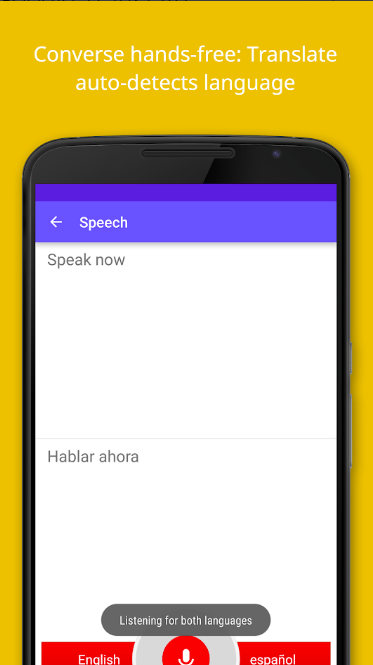 Converse hands-free: Translate
auto-detects language
Speech
Speak now
Hablar ahora
Listening for both languages
English
español